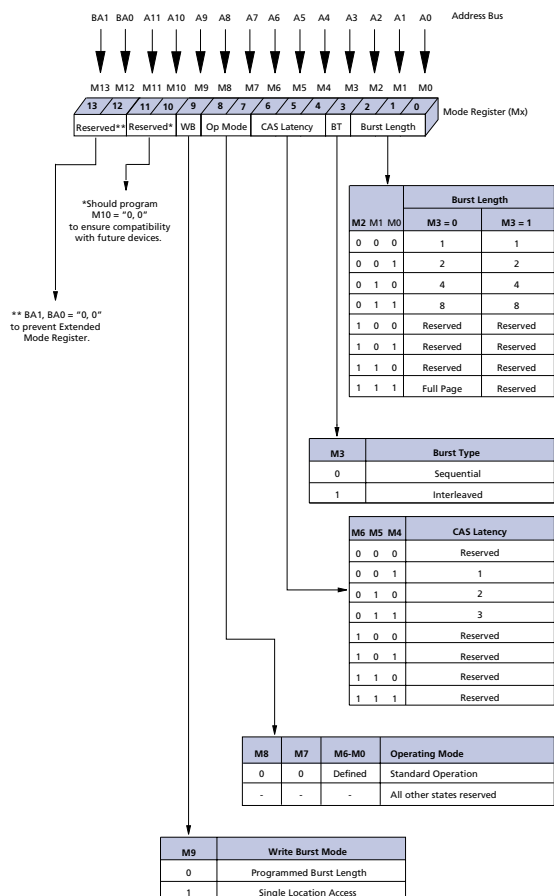 BA1 BA0 A11 A10 A9 A8 A7 A6 A5 A4 A3 A2 A1 A0 Address Bus
M13 M12 M11 M10 M9 M8 M7 M6 M5 M4 M3 M2 M1 M0
13 12 11 10 9 8 7 6 5 4 3 2 1 0 Mode Register (Mx)
Reserved** Reserved* WB Op Mode CAS Latency BT Burst Length
*Should program
M10 = “0, 0”
to ensure compatibility
with future devices.
** BA1, BA0 = “0, 0”
to prevent Extended
Mode Register.
Burst Length
M2 M1 M0 M3 = 0 M3 = 1
0 0 0 1 1
0 0 1 2 2
0 1 0 4 4
0 1 1 8 8
1 0 0 Reserved Reserved
1 0 1 Reserved Reserved
1 1 0 Reserved Reserved
1 1 1 Full Page Reserved
M3 Burst Type
0 Sequential
1 Interleaved
M6 M5 M4 CAS Latency
0 0 0 Reserved
0 0 1 1
0 1 0 2
0 1 1 3
1 0 0 Reserved
1 0 1 Reserved
1 1 0 Reserved
1 1 1 Reserved
M8 M7 M6-M0 Operating Mode
0 0 Defined Standard Operation
- - - All other states reserved
M9 Write Burst Mode
0 Programmed Burst Length
1 Single Location Access